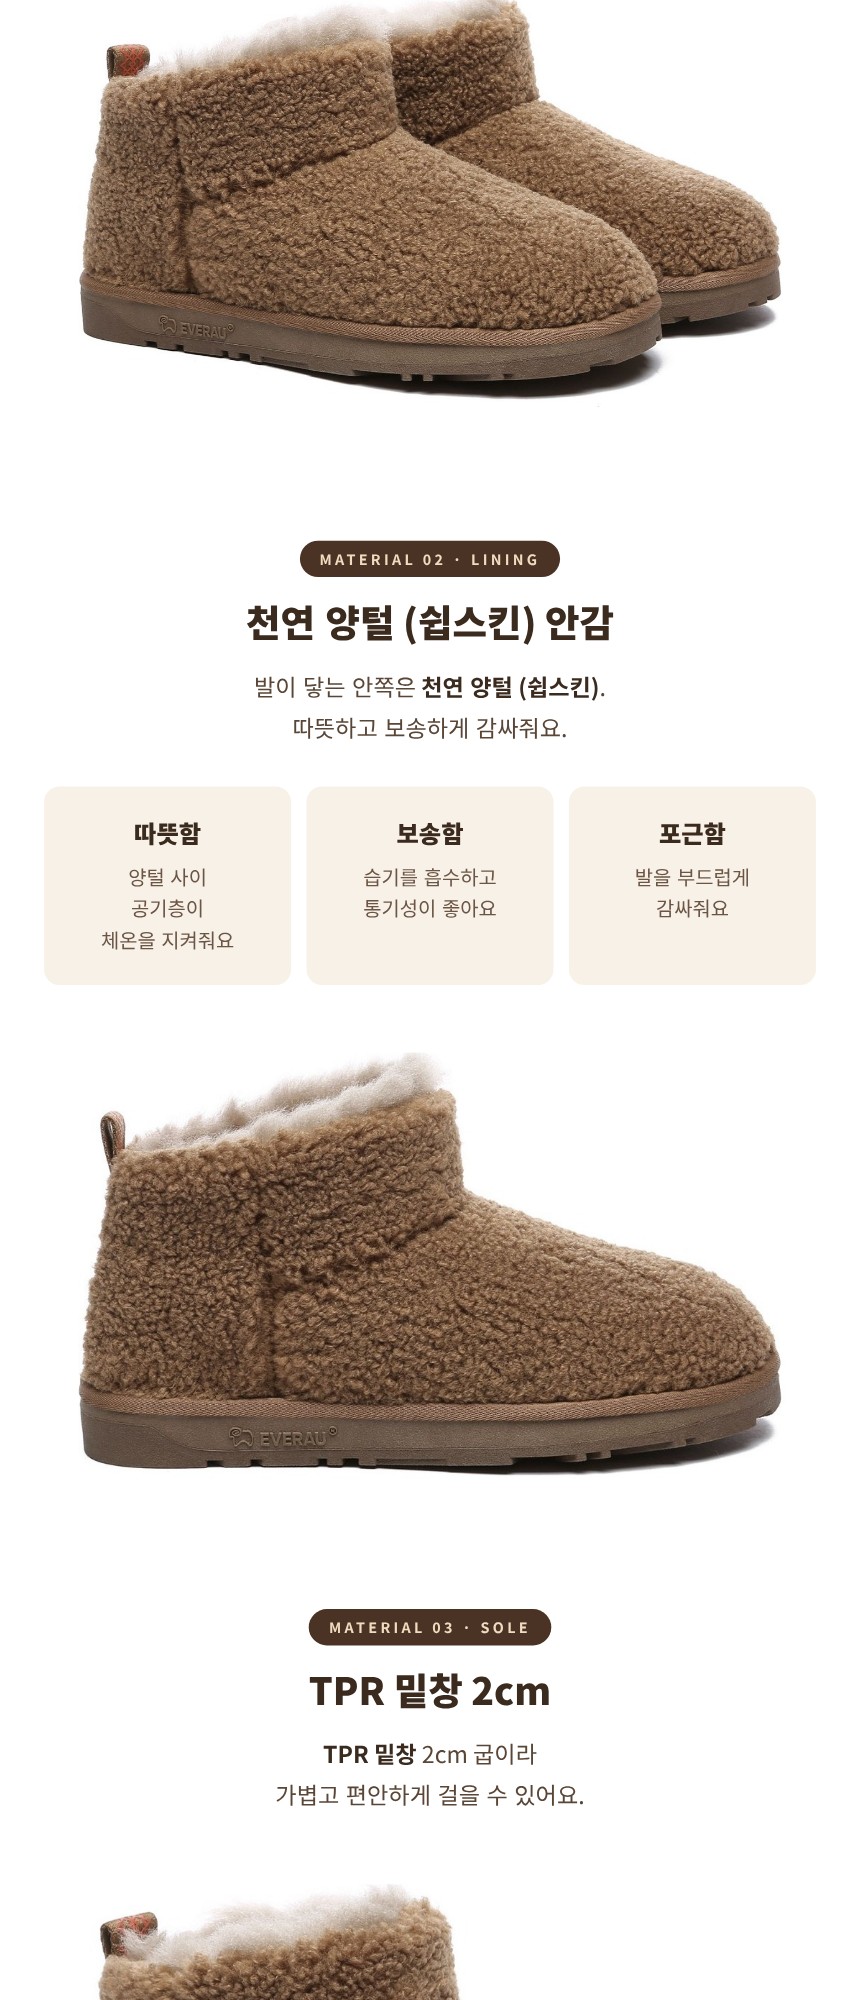 EVERAU
MATERIAL 02 · LINING
천연 양털 (쉽스킨) 안감
발이 닿는 안쪽은 천연 양털 (쉽스킨).
따뜻하고 보송하게 감싸줘요.
따뜻함
양털 사이
공기층이
체온을 지켜줘요
보송함
습기를 흡수하고
통기성이 좋아요
포근함
발을 부드럽게
감싸줘요
EVERAU
MATERIAL 03 · SOLE
TPR 밑창 2cm
TPR 밑창 2cm 굽이라
가볍고 편안하게 걸을 수 있어요.